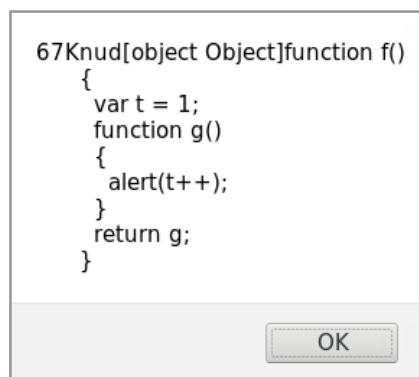 67Knud[object Object]function f()
{
var t = 1;
function g()
{
alert(t++);
}
return g;
}
OK